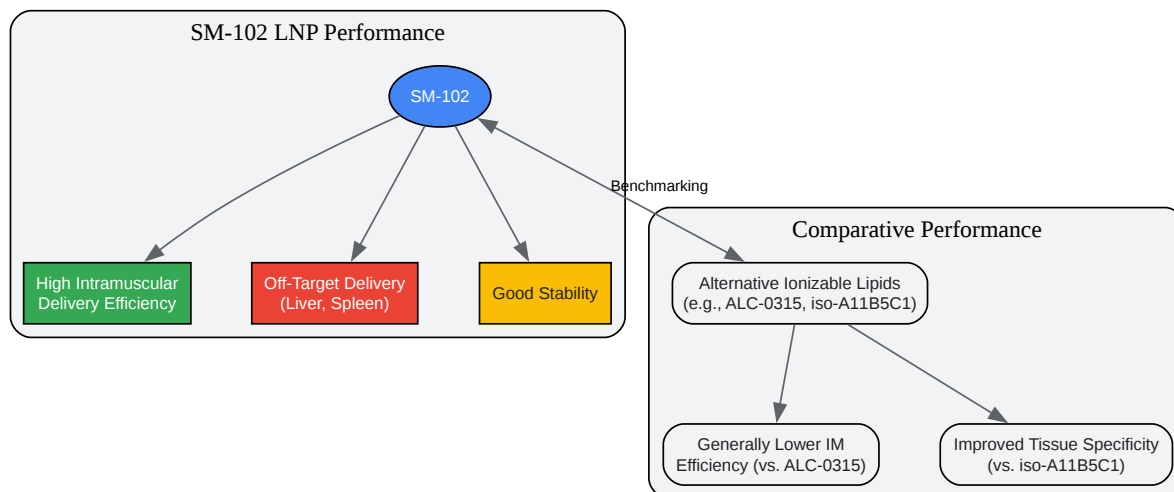 SM-102 LNP Performance
SM-102
Benchmarking
High Intramuscular
Delivery Efficiency
Off-Target Delivery
(Liver, Spleen)
Good Stability
Comparative Performance
Alternative Ionizable Lipids
(e.g., ALC-0315, iso-A11B5C1)
Generally Lower IM
Efficiency (vs. ALC-0315)
Improved Tissue Specificity
(vs. iso-A11B5C1)